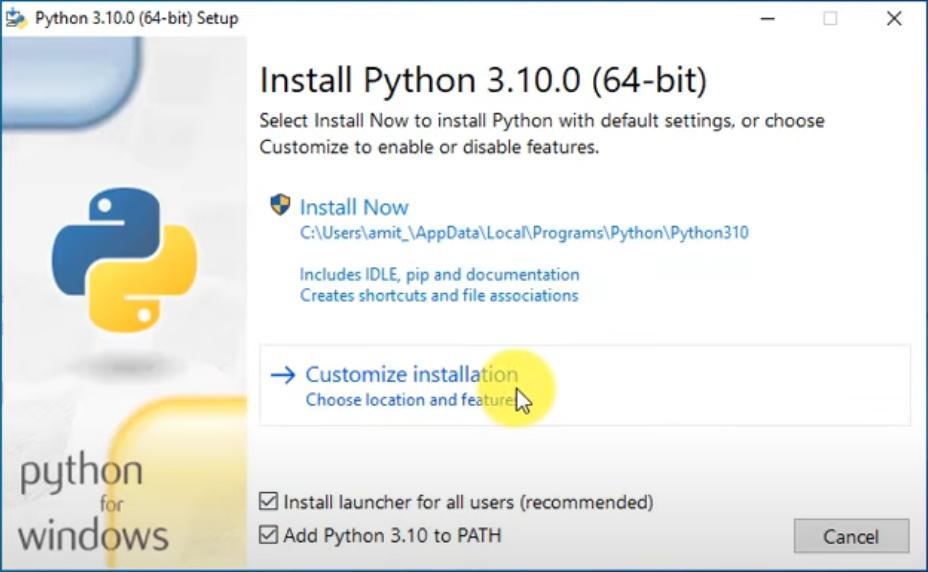 Python 3.10.0 (64-bit) Setup
Install Python 3.10.0 (64-bit)
Select Install Now to install Python with default settings, or choose
Customize to enable or disable features.
Install Now
C:\Users\amit_\AppData\Local\Programs\Python\Python310
Includes IDLE, pip and documentation
Creates shortcuts and file associations
Customize installation
Choose location and features
python
for
windows
Install launcher for all users (recommended)
Add Python 3.10 to PATH
Cancel